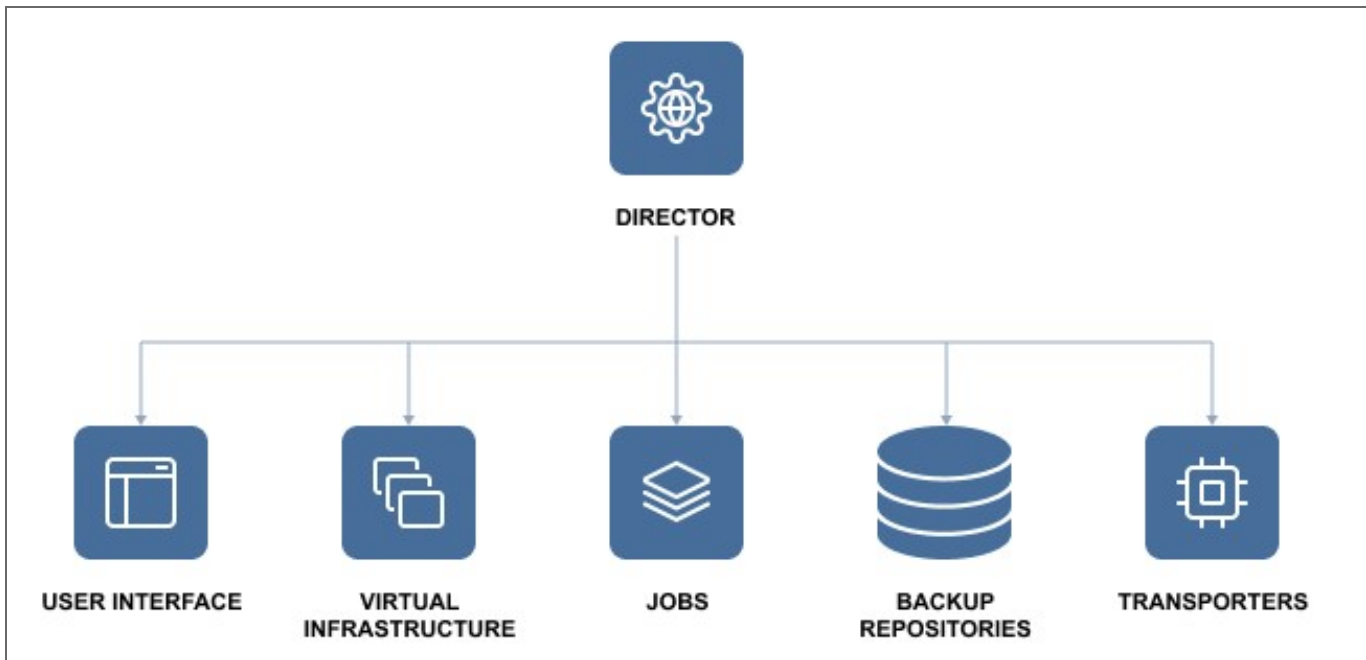 DIRECTOR
USER INTERFACE
VIRTUAL
INFRASTRUCTURE
JOBS
BACKUP
REPOSITORIES
TRANSPORTERS